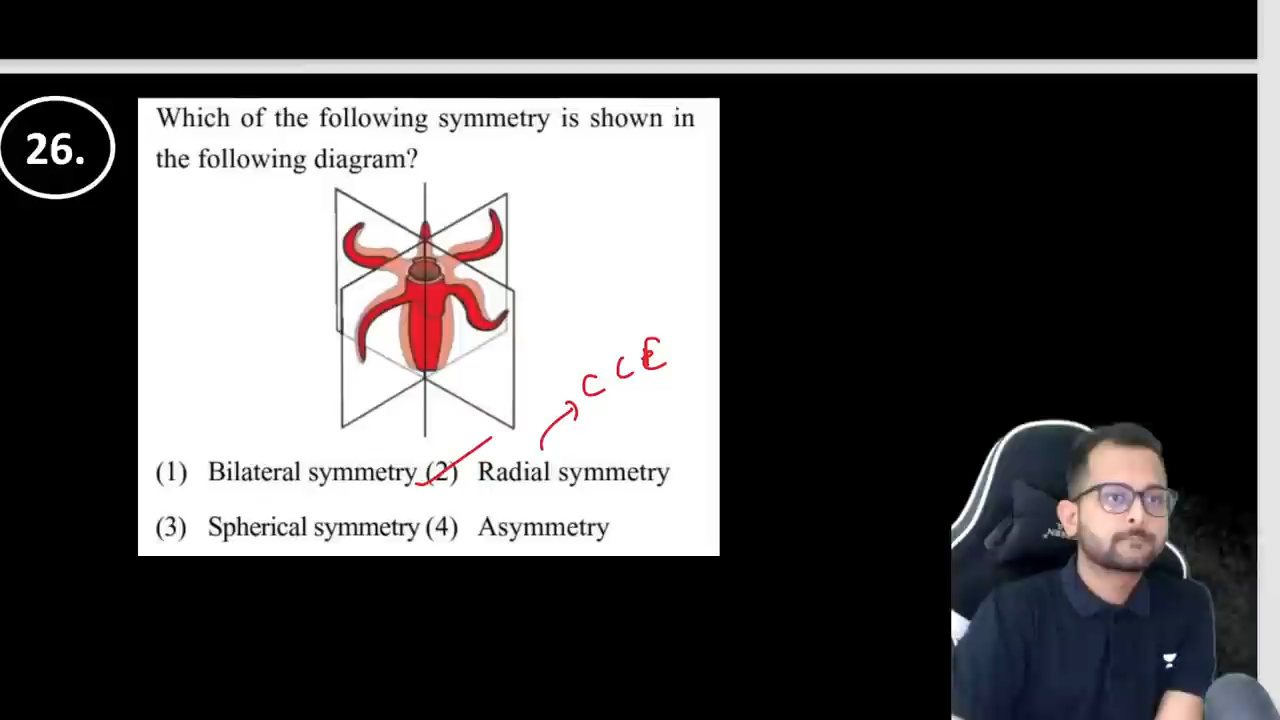 26.
Which of the following symmetry is shown in
the following diagram?
C C E
(1) Bilateral symmetry (2) Radial symmetry
(3) Spherical symmetry (4) Asymmetry